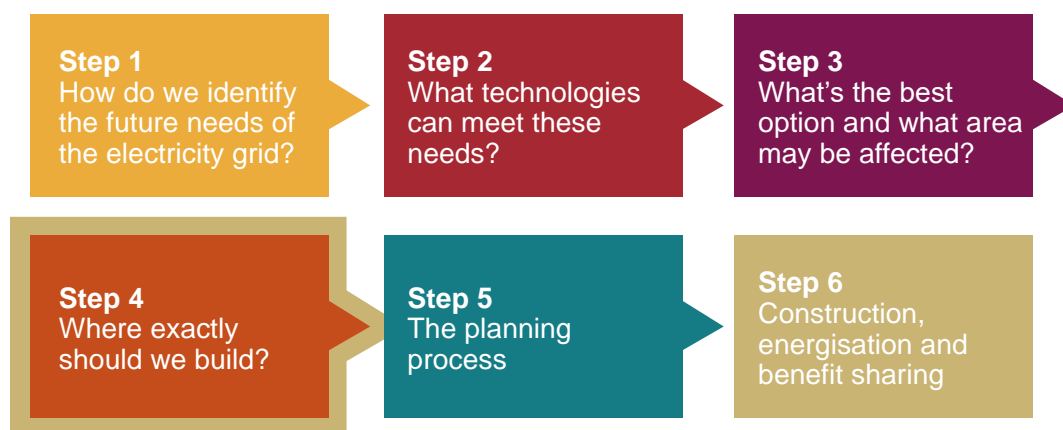 Step 1
How do we identify
the future needs of
the electricity grid?
Step 2
What technologies
can meet these
needs?
Step 3
What's the best
option and what area
may be affected?
Step 4
Where exactly
should we build?
Step 5
The planning
process
Step 6
Construction,
energisation and
benefit sharing